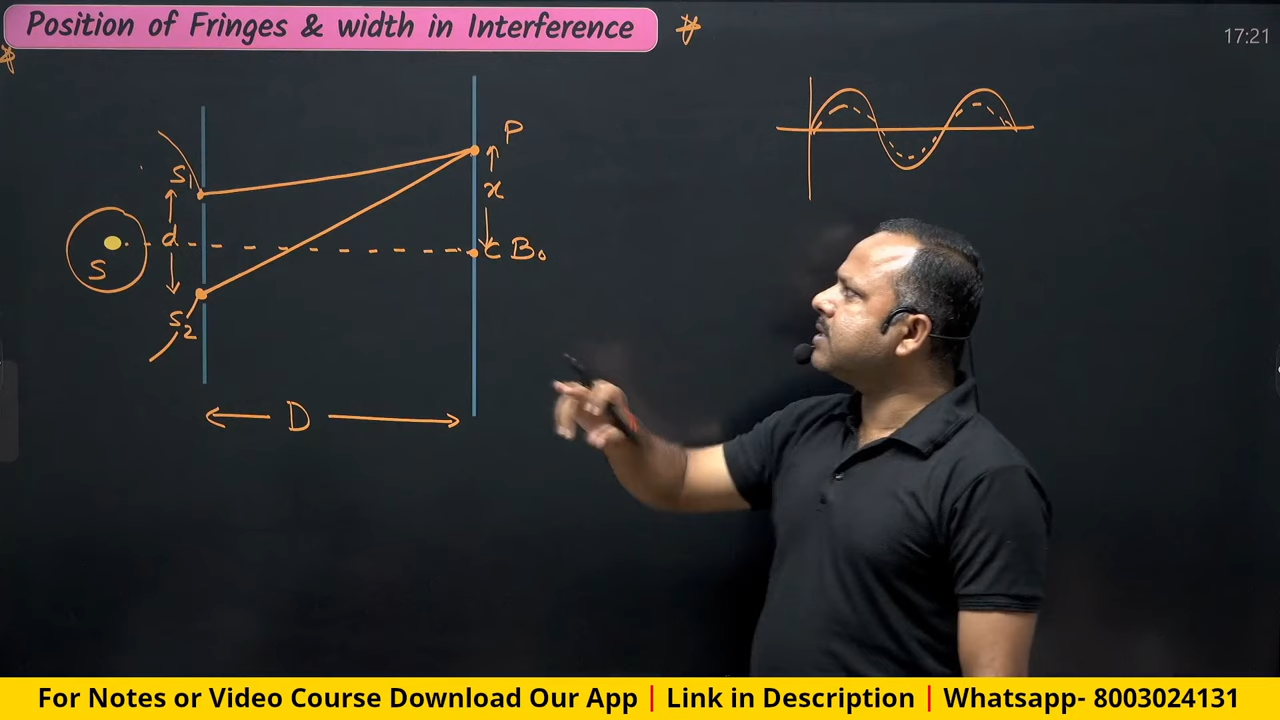 Position of Fringes & width in Interference
17:21
P
S₁
x
d
S
C B₀
S₂
D
For Notes or Video Course Download Our App | Link in Description | Whatsapp- 8003024131